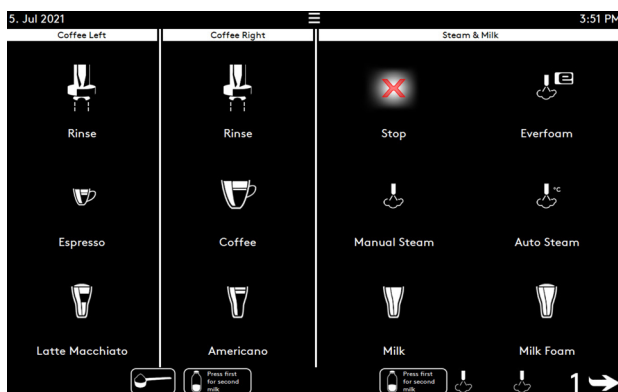 5. Jul 2021
3:51 PM
Coffee Left
Coffee Right
Steam & Milk
Rinse
Rinse
Stop
e
Everfoam
Espresso
Coffee
Manual Steam
°C
Auto Steam
Latte Macchiato
Americano
Milk
Milk Foam
Press first
for second
milk
Press first
for second
milk
1